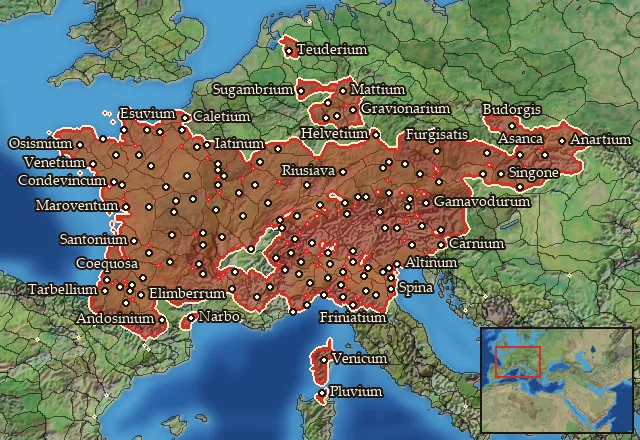 Teuderium
Sugambrium
Mattium
Gravionarium
Budorgis
Esuvium
Caletium
Helvetium
Furgisatis
Asanca
Anartium
Osismium
Iatinum
Venetium
Riusiava
Singone
Condevincum
Maroventum
Gamavodurum
Santonium
Carnium
Coequosa
Altinum
Tarbellium
Elimberrum
Spina
Andosinium
Narbo
Friniatium
Venicum
Pluvium